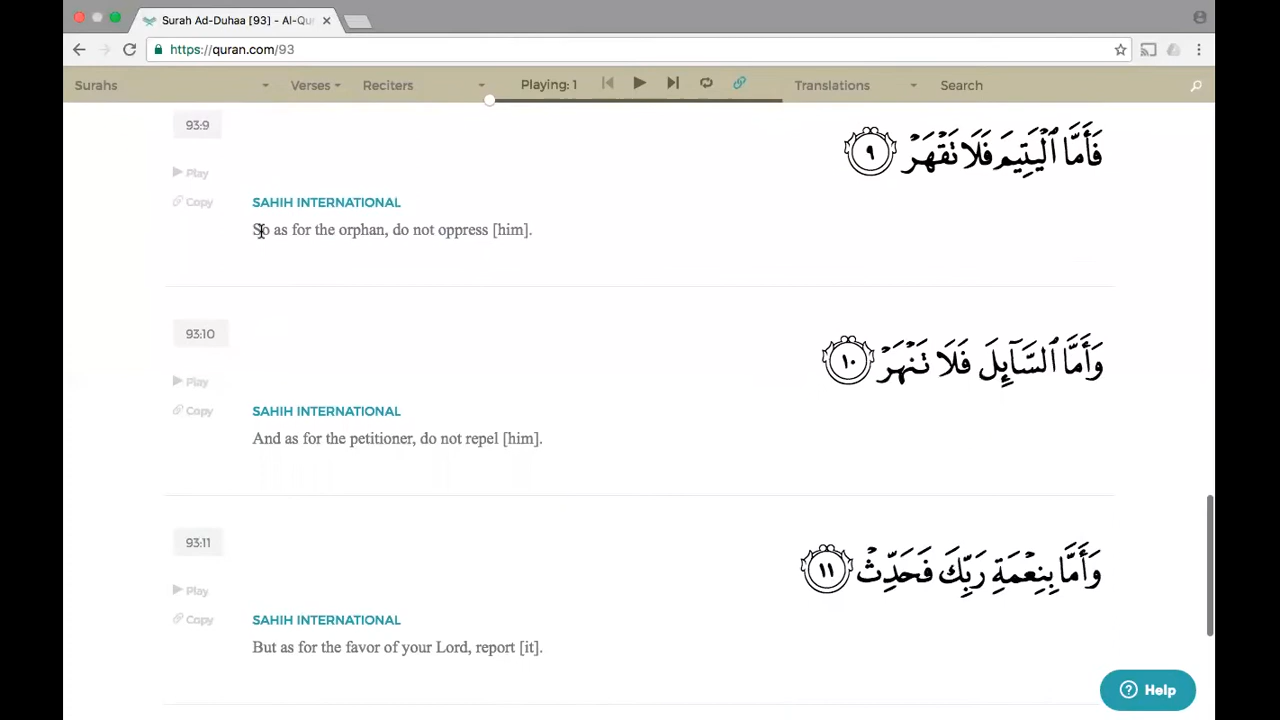 Surah Ad-Duhaa [93] - Al-Qu
https://quran.com/93
Surahs Verses Reciters Playing: 1 Translations Search
93:9
فَأَمَّا ٱلْيَتِيمَ فَلَا تَقْهَرْ ٩
Play
Copy
SAHIH INTERNATIONAL
So as for the orphan, do not oppress [him].
93:10
وَأَمَّا ٱلسَّآئِلَ فَلَا تَنْهَرْ ١٠
Play
Copy
SAHIH INTERNATIONAL
And as for the petitioner, do not repel [him].
93:11
وَأَمَّا بِنِعْمَةِ رَبِّكَ فَحَدِّثْ ١١
Play
Copy
SAHIH INTERNATIONAL
But as for the favor of your Lord, report [it].
Help